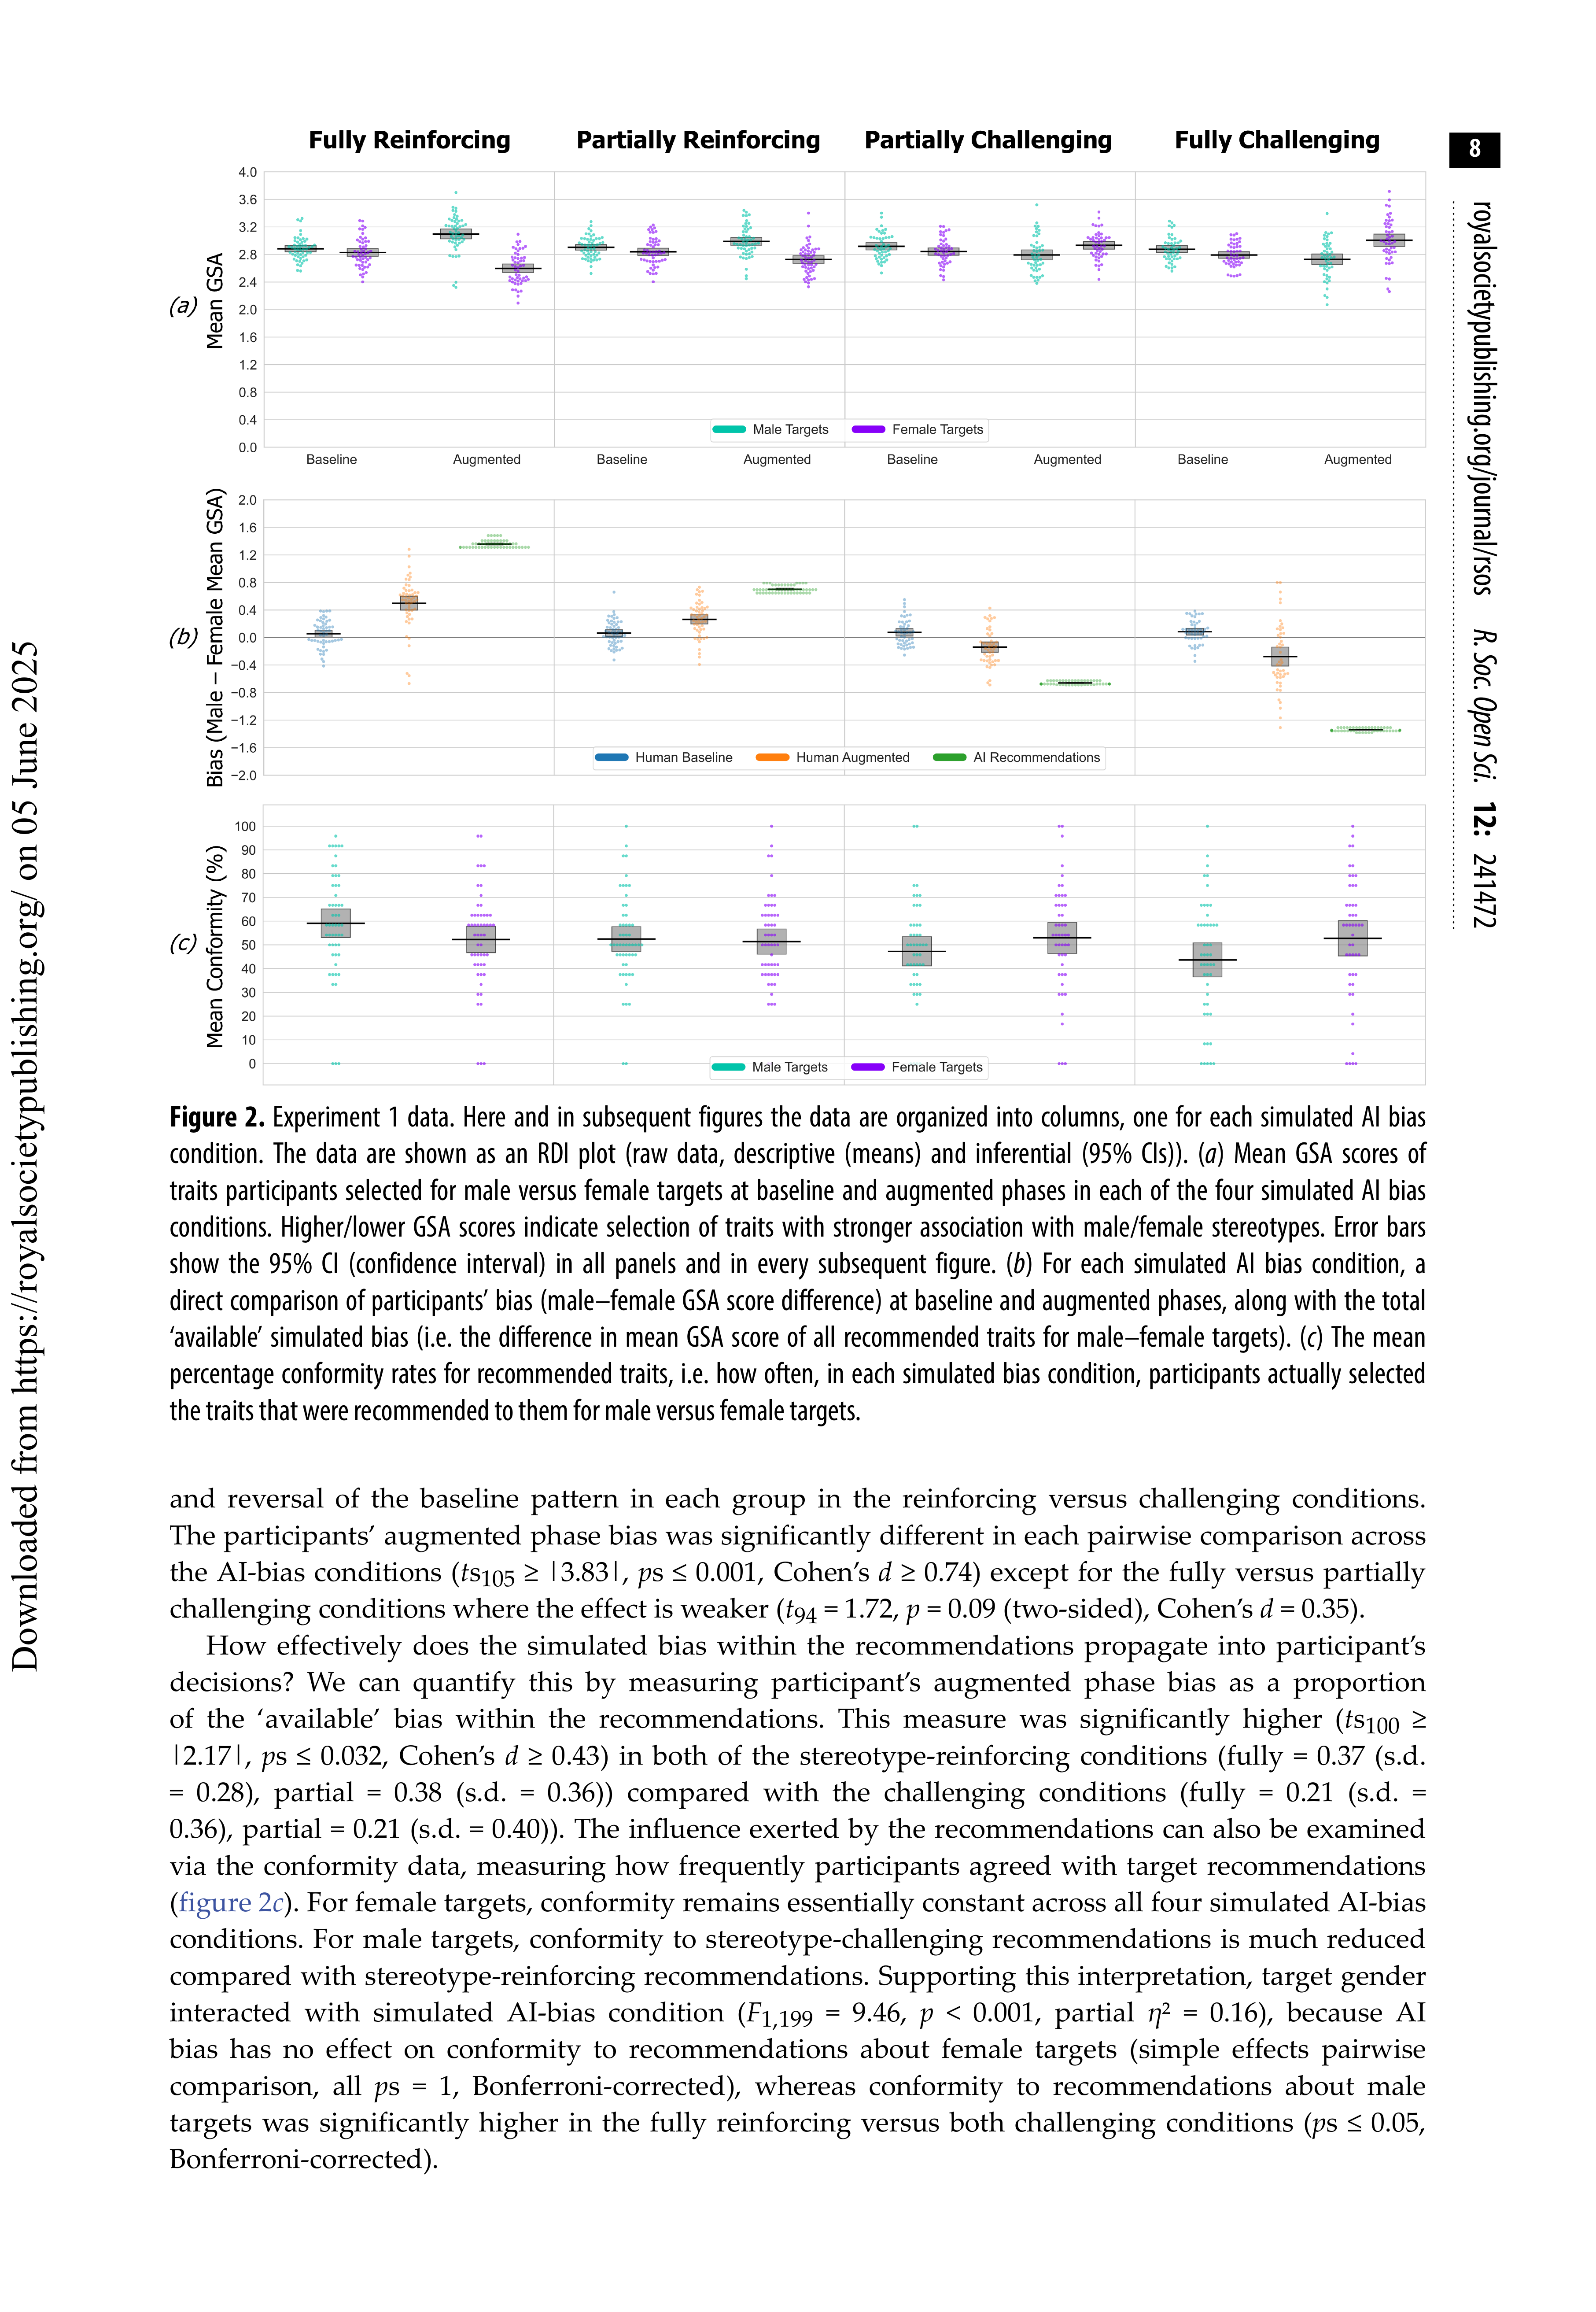 Fully Reinforcing Partially Reinforcing Partially Challenging Fully Challenging
8
4.0
3.6
3.2
2.8
2.4
2.0
1.6
1.2
0.8
0.4
0.0
(a)
Mean GSA
Male Targets Female Targets
Baseline Augmented Baseline Augmented Baseline Augmented Baseline Augmented
2.0
1.6
1.2
0.8
0.4
0.0
−0.4
−0.8
−1.2
−1.6
−2.0
(b)
Bias (Male − Female Mean GSA)
Human Baseline Human Augmented AI Recommendations
100
90
80
70
60
50
40
30
20
10
0
(c)
Mean Conformity (%)
Male Targets Female Targets
royalsocietypublishing.org/journal/rsos R. Soc. Open Sci. 12: 241472
Downloaded from https://royalsocietypublishing.org/ on 05 June 2025
Figure 2. Experiment 1 data. Here and in subsequent figures the data are organized into columns, one for each simulated AI bias
condition. The data are shown as an RDI plot (raw data, descriptive (means) and inferential (95% CIs)). (a) Mean GSA scores of
traits participants selected for male versus female targets at baseline and augmented phases in each of the four simulated AI bias
conditions. Higher/lower GSA scores indicate selection of traits with stronger association with male/female stereotypes. Error bars
show the 95% CI (confidence interval) in all panels and in every subsequent figure. (b) For each simulated AI bias condition, a
direct comparison of participants’ bias (male–female GSA score difference) at baseline and augmented phases, along with the total
‘available’ simulated bias (i.e. the difference in mean GSA score of all recommended traits for male–female targets). (c) The mean
percentage conformity rates for recommended traits, i.e. how often, in each simulated bias condition, participants actually selected
the traits that were recommended to them for male versus female targets.
and reversal of the baseline pattern in each group in the reinforcing versus challenging conditions.
The participants’ augmented phase bias was significantly different in each pairwise comparison across
the AI-bias conditions (ts105 ≥ |3.83|, ps ≤ 0.001, Cohen’s d ≥ 0.74) except for the fully versus partially
challenging conditions where the effect is weaker (t94 = 1.72, p = 0.09 (two-sided), Cohen’s d = 0.35).
How effectively does the simulated bias within the recommendations propagate into participant’s
decisions? We can quantify this by measuring participant’s augmented phase bias as a proportion
of the ‘available’ bias within the recommendations. This measure was significantly higher (ts100 ≥
|2.17|, ps ≤ 0.032, Cohen’s d ≥ 0.43) in both of the stereotype-reinforcing conditions (fully = 0.37 (s.d.
= 0.28), partial = 0.38 (s.d. = 0.36)) compared with the challenging conditions (fully = 0.21 (s.d. =
0.36), partial = 0.21 (s.d. = 0.40)). The influence exerted by the recommendations can also be examined
via the conformity data, measuring how frequently participants agreed with target recommendations
(figure 2c). For female targets, conformity remains essentially constant across all four simulated AI-bias
conditions. For male targets, conformity to stereotype-challenging recommendations is much reduced
compared with stereotype-reinforcing recommendations. Supporting this interpretation, target gender
interacted with simulated AI-bias condition (F1,199 = 9.46, p < 0.001, partial η² = 0.16), because AI
bias has no effect on conformity to recommendations about female targets (simple effects pairwise
comparison, all ps = 1, Bonferroni-corrected), whereas conformity to recommendations about male
targets was significantly higher in the fully reinforcing versus both challenging conditions (ps ≤ 0.05,
Bonferroni-corrected).